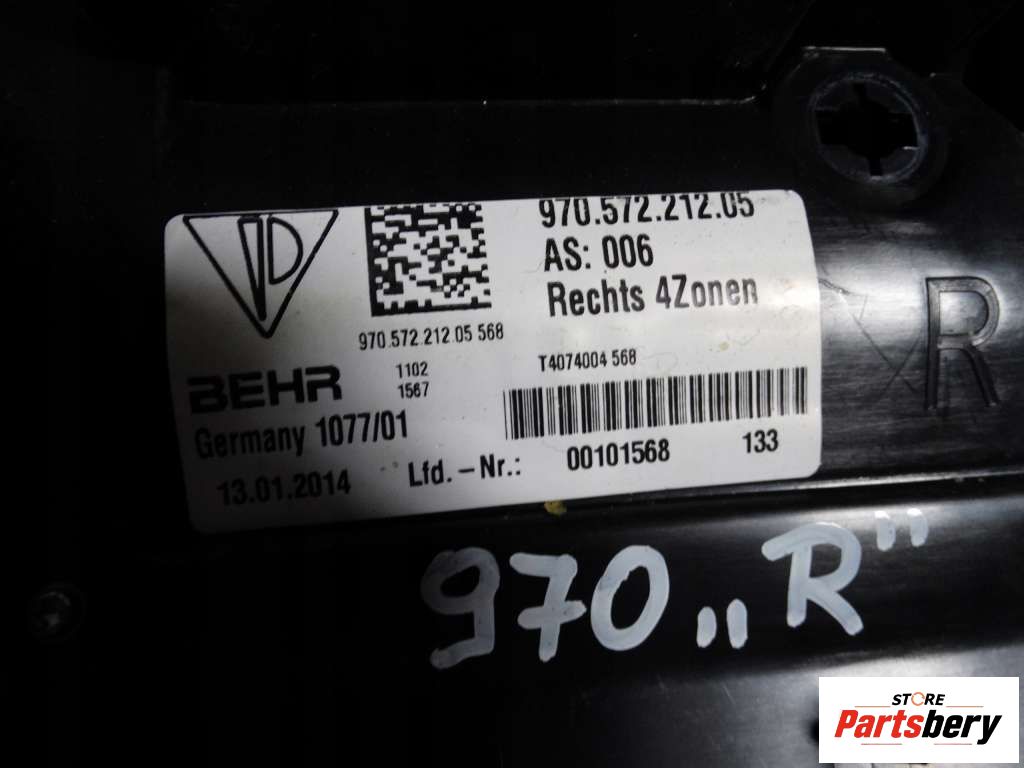 970.572.212.05
AS: 006
Rechts 4Zonen
970.572.212.05 568
T4074004 568
BEHR
1102
1567
Germany 1077/01
13.01.2014
Lfd.-Nr.:
00101568
133
R
970 „R"
STORE
Partsbery